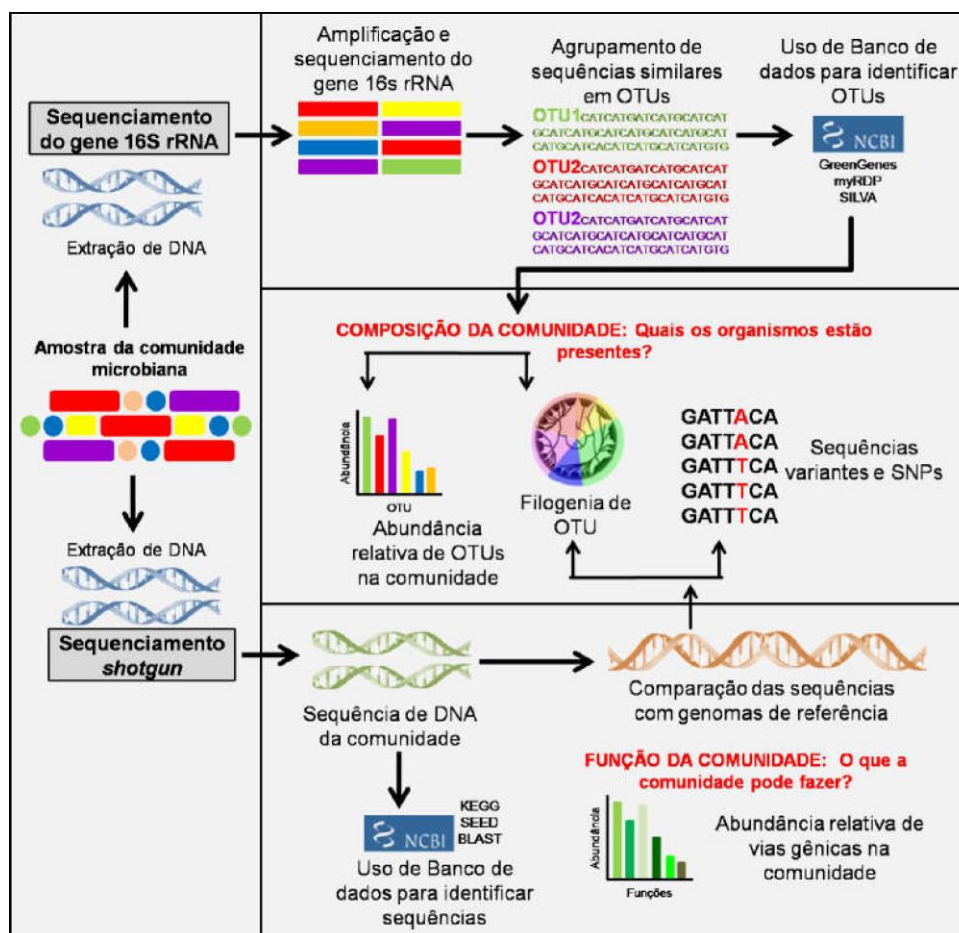 Sequenciamento
do gene 16S rRNA
Extração de DNA
Amostra da comunidade
microbiana
Extração de DNA
Sequenciamento
shotgun
Amplificação e
sequenciamento do
gene 16s rRNA
Agrupamento de
sequências similares
em OTUs
OTU1CATCATGATCATGCATCAT
GCATCATGCATCATGCATCATGCAT
CATGCATCACATCATGCATCATGTG
OTU2CATCATGATCATGCATCAT
GCATCATGCATCATGCATCATGCAT
CATGCATCACATCATGCATCATGTG
OTU2CATCATGATCATGCATCAT
GCATCATGCATCATGCATCATGCAT
CATGCATCACATCATGCATCATGTG
Uso de Banco de
dados para identificar
OTUs
NCBI
GreenGenes
myRDP
SILVA
COMPOSIÇÃO DA COMUNIDADE: Quais os organismos estão
presentes?
Abundância
OTU
Abundância
relativa de OTUs
na comunidade
Filogenia de
OTU
GATTACA
GATTACA
GATTTCA
GATTTCA
GATTTCA
Sequências
variantes e SNPs
Sequência de DNA
da comunidade
NCBI
KEGG
SEED
BLAST
Uso de Banco de
dados para identificar
sequências
Comparação das sequências
com genomas de referência
FUNÇÃO DA COMUNIDADE: O que a
comunidade pode fazer?
Abundância
Funções
Abundância relativa de
vias gênicas na
comunidade